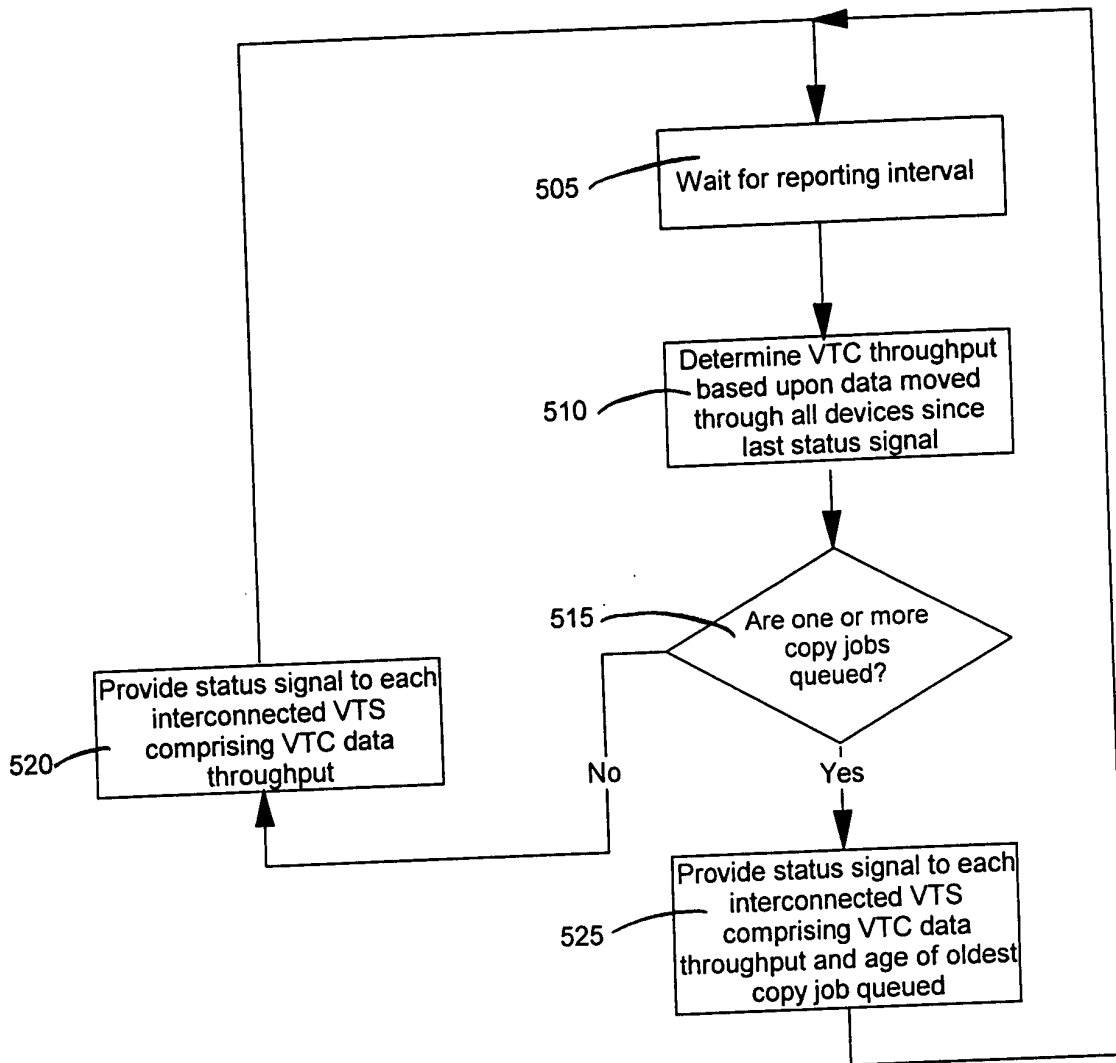 505
Wait for reporting interval
510
Determine VTC throughput
based upon data moved
through all devices since
last status signal
515
Are one or more
copy jobs
queued?
No
Yes
520
Provide status signal to each
interconnected VTS
comprising VTC data
throughput
525
Provide status signal to each
interconnected VTS
comprising VTC data
throughput and age of oldest
copy job queued